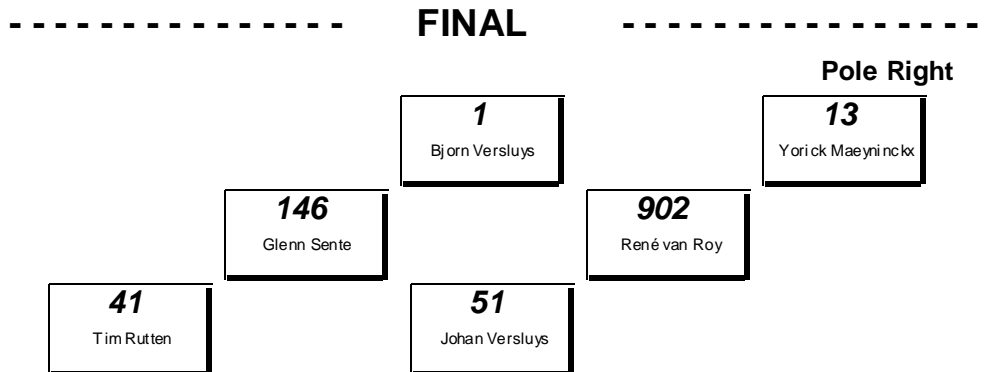 - - - - - - - - - - - - - - - FINAL - - - - - - - - - - - - - - -
Pole Right
1 13
Bjorn Versluys Yorick Maeyninckx
146 902
Glenn Sente René van Roy
41 51
Tim Rutten Johan Versluys